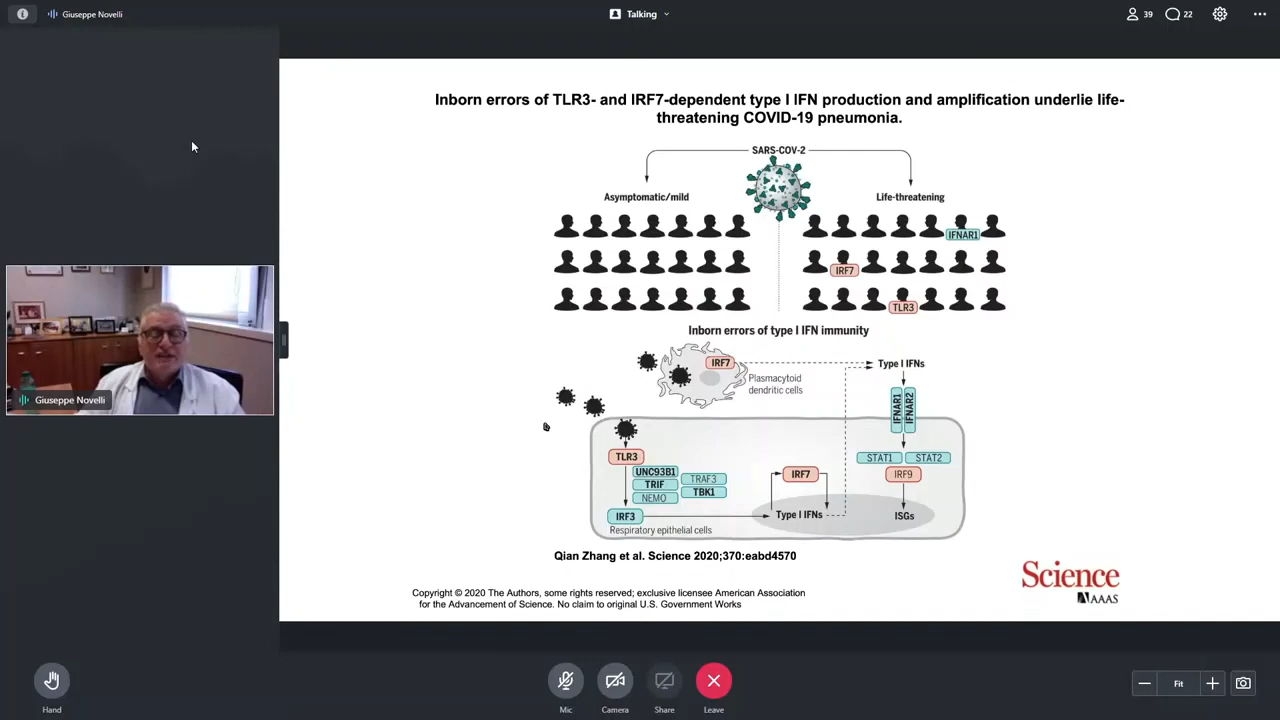 Giuseppe Novelli
Talking
39
22
Inborn errors of TLR3- and IRF7-dependent type I IFN production and amplification underlie life-
threatening COVID-19 pneumonia.
SARS-COV-2
Asymptomatic/mild
Life-threatening
IFNAR1
IRF7
TLR3
Inborn errors of type I IFN immunity
IRF7
Type I IFNs
Plasmacytoid
dendritic cells
IFNAR1
IFNAR2
Giuseppe Novelli
TLR3
STAT1
STAT2
UNC93B1
TRAF3
IRF7
IRF9
TRIF
TBK1
NEMO
IRF3
Type I IFNs
ISGs
Respiratory epithelial cells
Qian Zhang et al. Science 2020;370:eabd4570
Science
AAAS
Copyright © 2020 The Authors, some rights reserved; exclusive licensee American Association
for the Advancement of Science. No claim to original U.S. Government Works
Hand
Mic
Camera
Share
Leave
Fit